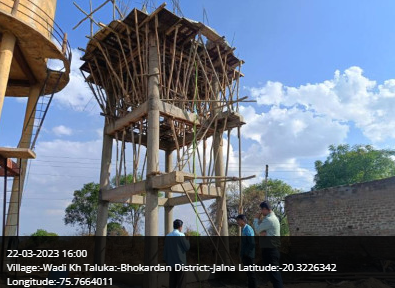 22-03-2023 16:00
Village:-Wadi Kh Taluka:-Bhokardan District:-Jalna Latitude:-20.3226342
Longitude:-75.7664011